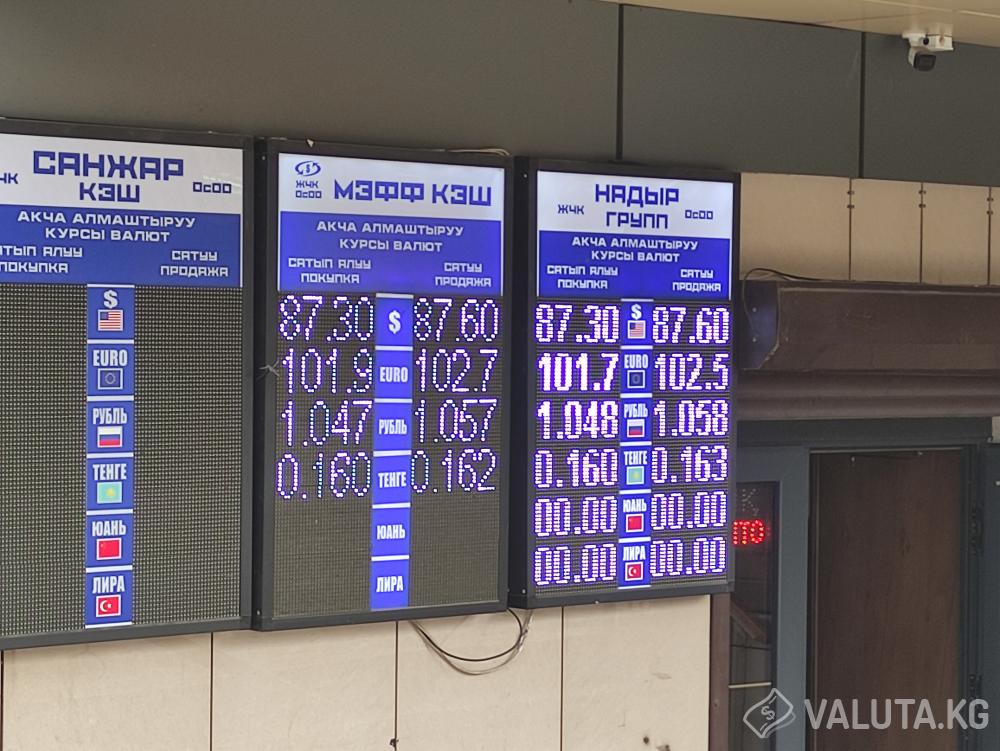 САНЖАР
ЖЧК КЭШ ОсОО
АКЧА АЛМАШТЫРУУ
КУРСЫ ВАЛЮТ
САТЫП АЛУУ САТУУ
ПОКУПКА ПРОДАЖА
$
EURO
РУБЛЬ
ТЕНГЕ
ЮАНЬ
ЛИРА
ЖЧК
ОсОО
МЭФФ КЭШ
АКЧА АЛМАШТЫРУУ
КУРСЫ ВАЛЮТ
САТЫП АЛУУ САТУУ
ПОКУПКА ПРОДАЖА
87.30 $ 87.60
101.9 EURO 102.7
1.047 РУБЛЬ 1.057
0.160 ТЕНГЕ 0.162
ЮАНЬ
ЛИРА
НАДЫР
ЖЧК ГРУПП ОсОО
АКЧА АЛМАШТЫРУУ
КУРСЫ ВАЛЮТ
САТЫП АЛУУ САТУУ
ПОКУПКА ПРОДАЖА
87.30 $ 87.60
101.7 EURO 102.5
1.048 РУБЛЬ 1.058
0.160 ТЕНГЕ 0.163
00.00 ЮАНЬ 00.00
00.00 ЛИРА 00.00
VALUTA.KG